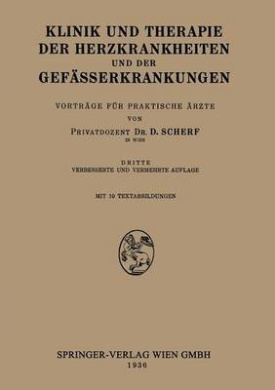 KLINIK UND THERAPIE
DER HERZKRANKHEITEN
UND DER
GEFÄSSERKRANKUNGEN
VORTRÄGE FÜR PRAKTISCHE ÄRZTE
VON
PRIVATDOZENT DR. D. SCHERF
IN WIEN
DRITTE
VERBESSERTE UND VERMEHRTE AUFLAGE
MIT 10 TEXTABBILDUNGEN
SPRINGER-VERLAG WIEN GMBH
1936